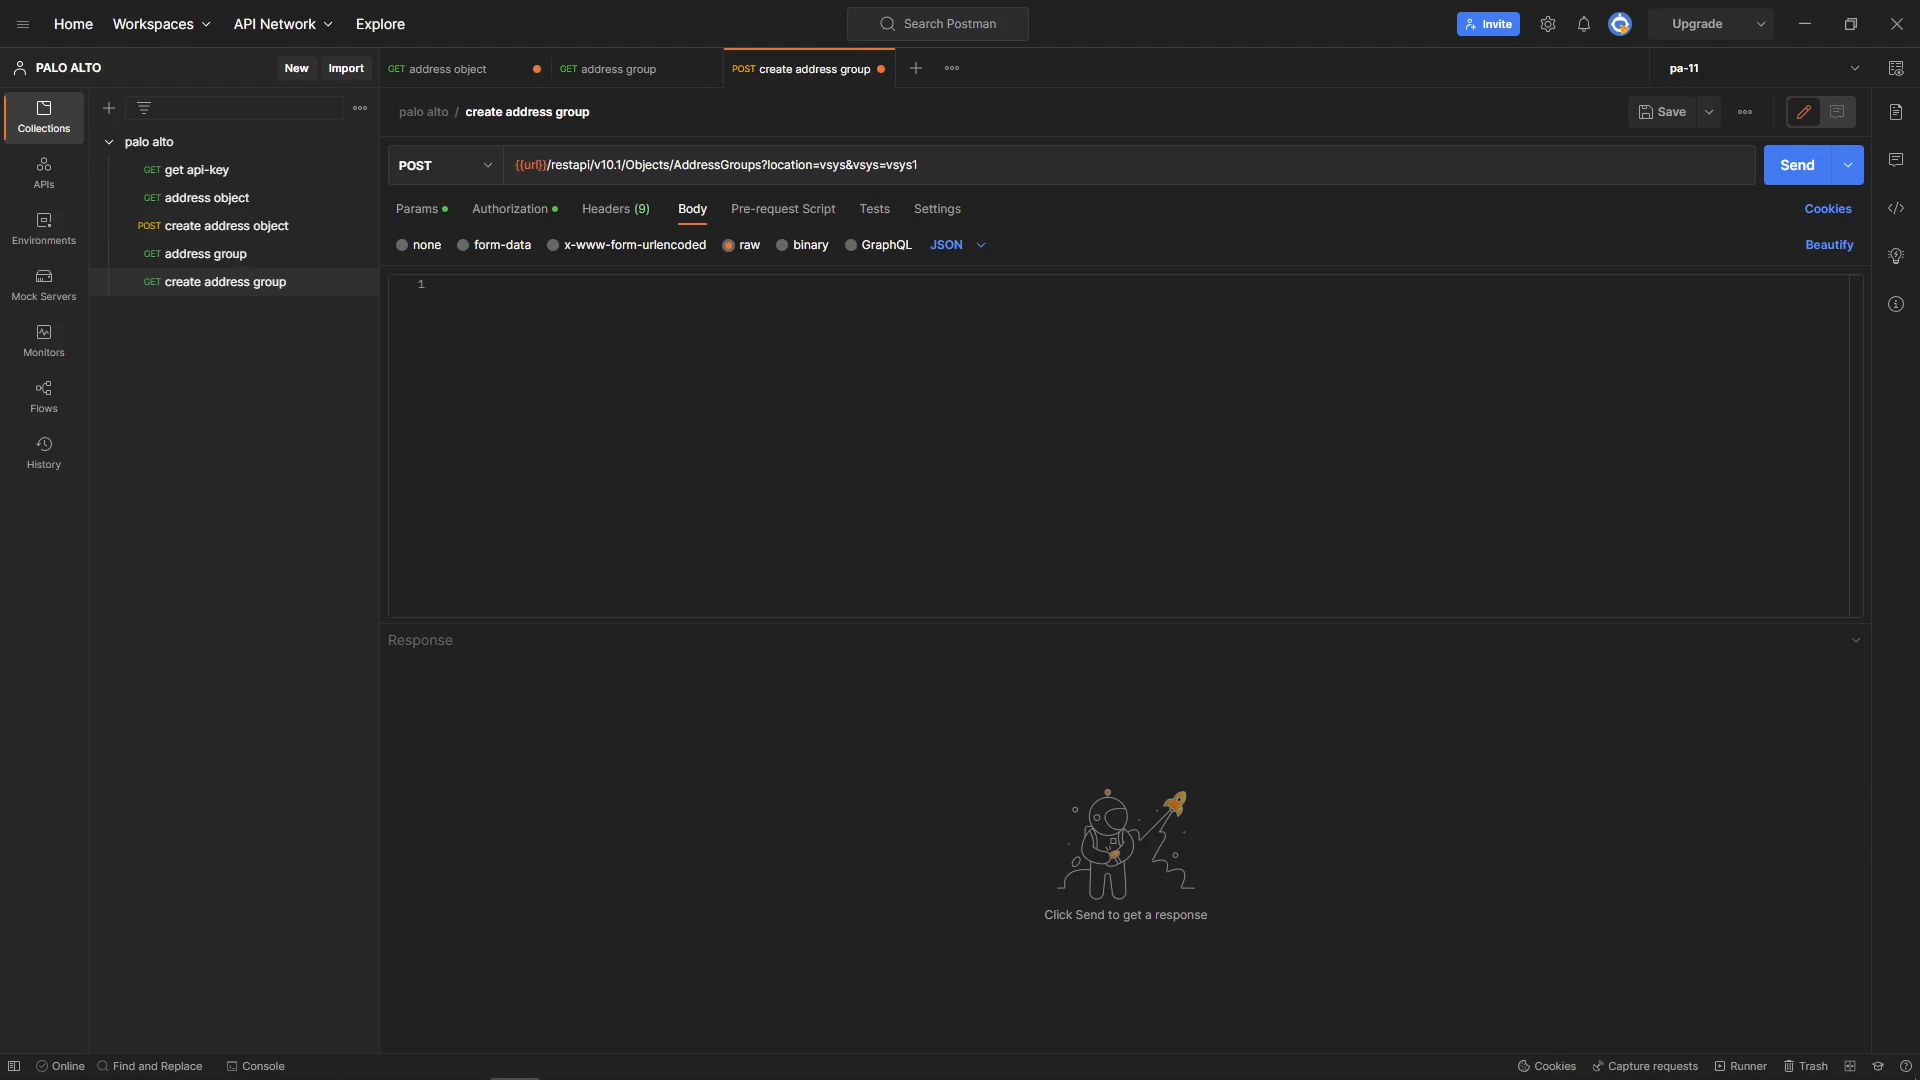 Home Workspaces API Network Explore Search Postman Invite Upgrade
PALO ALTO New Import GET address object GET address group POST create address group pa-11
palo alto / create address group Save
Collections
palo alto
POST {{url}}/restapi/v10.1/Objects/AddressGroups?location=vsys&vsys=vsys1 Send
GET get api-key
APIs
GET address object
Params Authorization Headers (9) Body Pre-request Script Tests Settings Cookies
POST create address object
Environments
none form-data x-www-form-urlencoded raw binary GraphQL JSON Beautify
GET address group
GET create address group
1
Mock Servers
Monitors
Flows
History
Response
Click Send to get a response
Online Find and Replace Console Cookies Capture requests Runner Trash